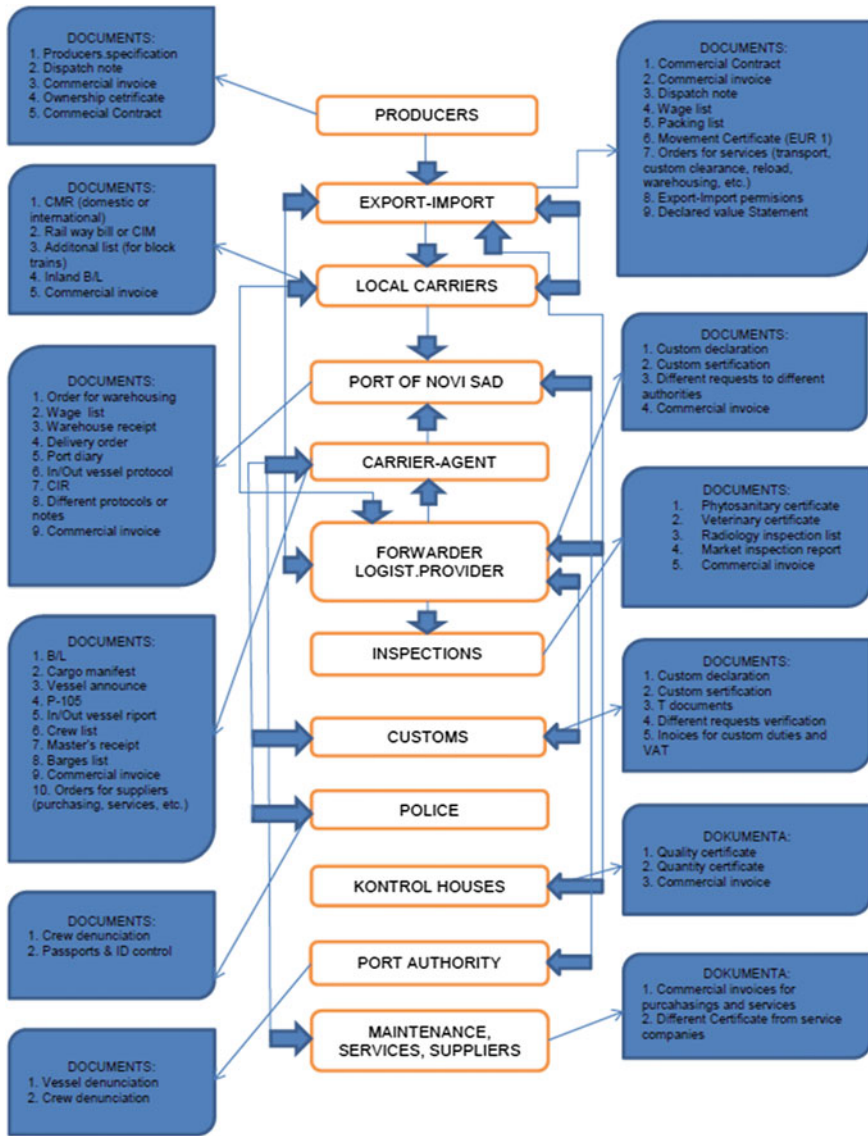 DOCUMENTS:
1. Producers.specification
2. Dispatch note
3. Commercial invoice
4. Ownership cetrificate
5. Commecial Contract
DOCUMENTS:
1. CMR (domestic or
international)
2. Rail way bill or CIM
3. Additonal list (for block
trains)
4. Inland B/L
5. Commercial invoice
DOCUMENTS:
1. Order for warehousing
2. Wage list
3. Warehouse receipt
4. Delivery order
5. Port diary
6. In/Out vessel protocol
7. CIR
8. Different protocols or
notes
9. Commercial invoice
DOCUMENTS:
1. B/L
2. Cargo manifest
3. Vessel announce
4. P-105
5. In/Out vessel riport
6. Crew list
7. Master's receipt
8. Barges list
9. Commercial invoice
10. Orders for suppliers
(purchasing, services, etc.)
DOCUMENTS:
1. Crew denunciation
2. Passports & ID control
DOCUMENTS:
1. Vessel denunciation
2. Crew denunciation
PRODUCERS
EXPORT-IMPORT
LOCAL CARRIERS
PORT OF NOVI SAD
CARRIER-AGENT
FORWARDER
LOGIST.PROVIDER
INSPECTIONS
CUSTOMS
POLICE
KONTROL HOUSES
PORT AUTHORITY
MAINTENANCE,
SERVICES, SUPPLIERS
DOCUMENTS:
1. Commercial Contract
2. Commercial invoice
3. Dispatch note
4. Wage list
5. Packing list
6. Movement Certificate (EUR 1)
7. Orders for services (transport,
custom clearance, reload,
warehousing, etc.)
8. Export-Import permisions
9. Declared value Statement
DOCUMENTS:
1. Custom declaration
2. Custom sertification
3. Different requests to different
authorities
4. Commercial invoice
DOCUMENTS:
1. Phytosanitary certificate
2. Veterinary certificate
3. Radiology inspection list
4. Market inspection report
5. Commercial invoice
DOCUMENTS:
1. Custom declaration
2. Custom sertification
3. T documents
4. Different requests verification
5. Inoices for custom duties and
VAT
DOKUMENTA:
1. Quality certificate
2. Quantity certificate
3. Commercial invoice
DOKUMENTA:
1. Commercial invoices for
purcahasings and services
2. Different Certificate from service
companies